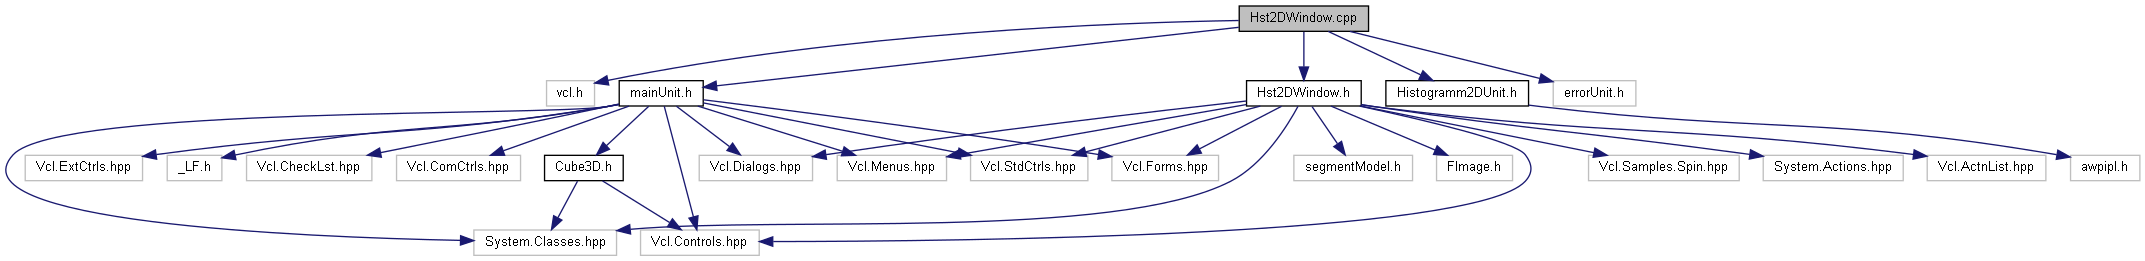 Hst2DWindow.cpp
vcl.h
mainUnit.h
Hst2DWindow.h
Histogramm2DUnit.h
errorUnit.h
Vcl.ExtCtrls.hpp
_LF.h
Vcl.CheckLst.hpp
Vcl.ComCtrls.hpp
Cube3D.h
Vcl.Dialogs.hpp
Vcl.Menus.hpp
Vcl.StdCtrls.hpp
Vcl.Forms.hpp
segmentModel.h
FImage.h
Vcl.Samples.Spin.hpp
System.Actions.hpp
Vcl.ActnList.hpp
awpipl.h
System.Classes.hpp
Vcl.Controls.hpp